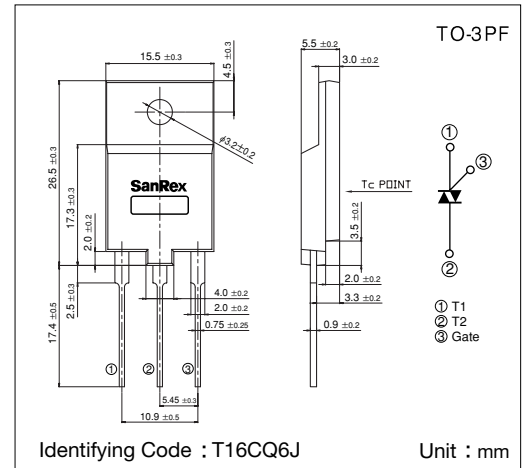 TO-3PF
15.5 ±0.3
4.5 ±0.3
5.5 ±0.2
3.0 ±0.2
φ3.2±0.2
26.5 ±0.3
17.3 ±0.3
2.0 ±0.2
SanRex
Tc POINT
3.5 ±0.2
① 
③
②
2.5 ±0.3
17.4 ±0.5
4.0 ±0.2
2.0 ±0.2
0.75 ±0.25
2.0 ±0.2
3.3 ±0.2
0.9 ±0.2
① T1
② T2
③ Gate
① ② ③
5.45 ±0.3
10.9 ±0.5
Identifying Code：T16CQ6J
Unit：mm